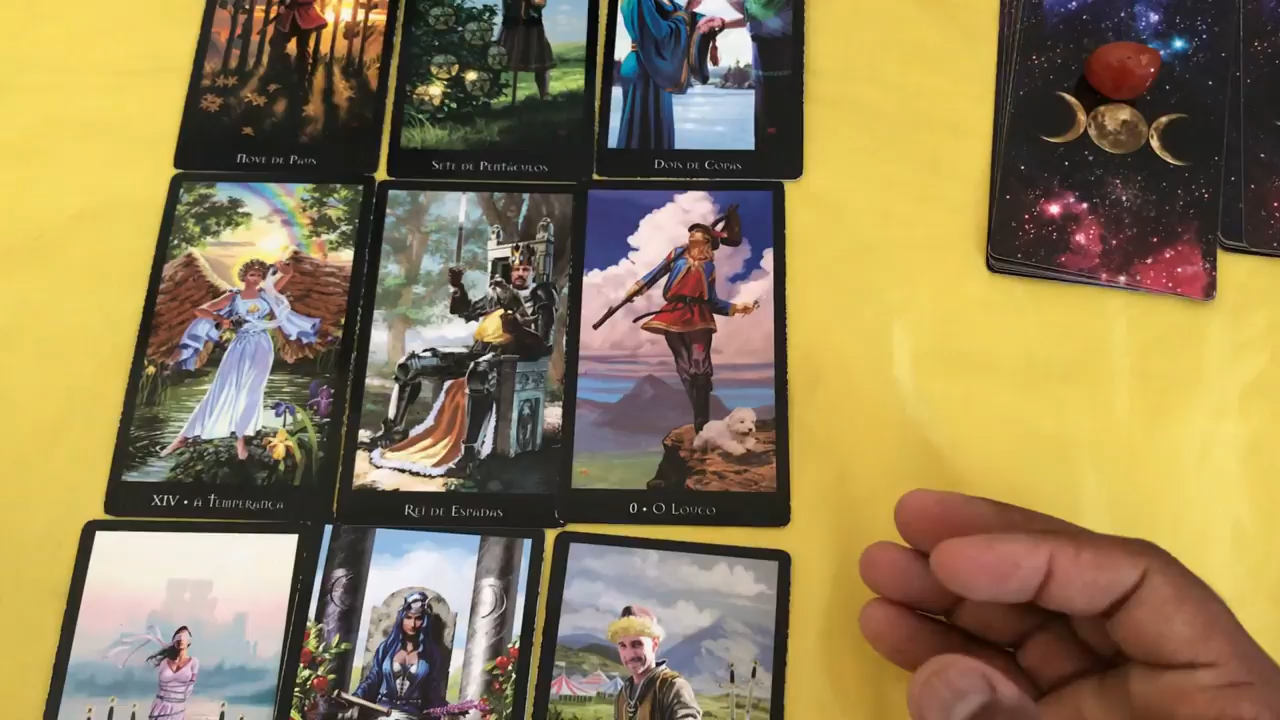 Nove de Paus
Sete de Pentáculos
Dois de Copas
XIV • A Temperança
Rei de Espadas
0 • O Louco